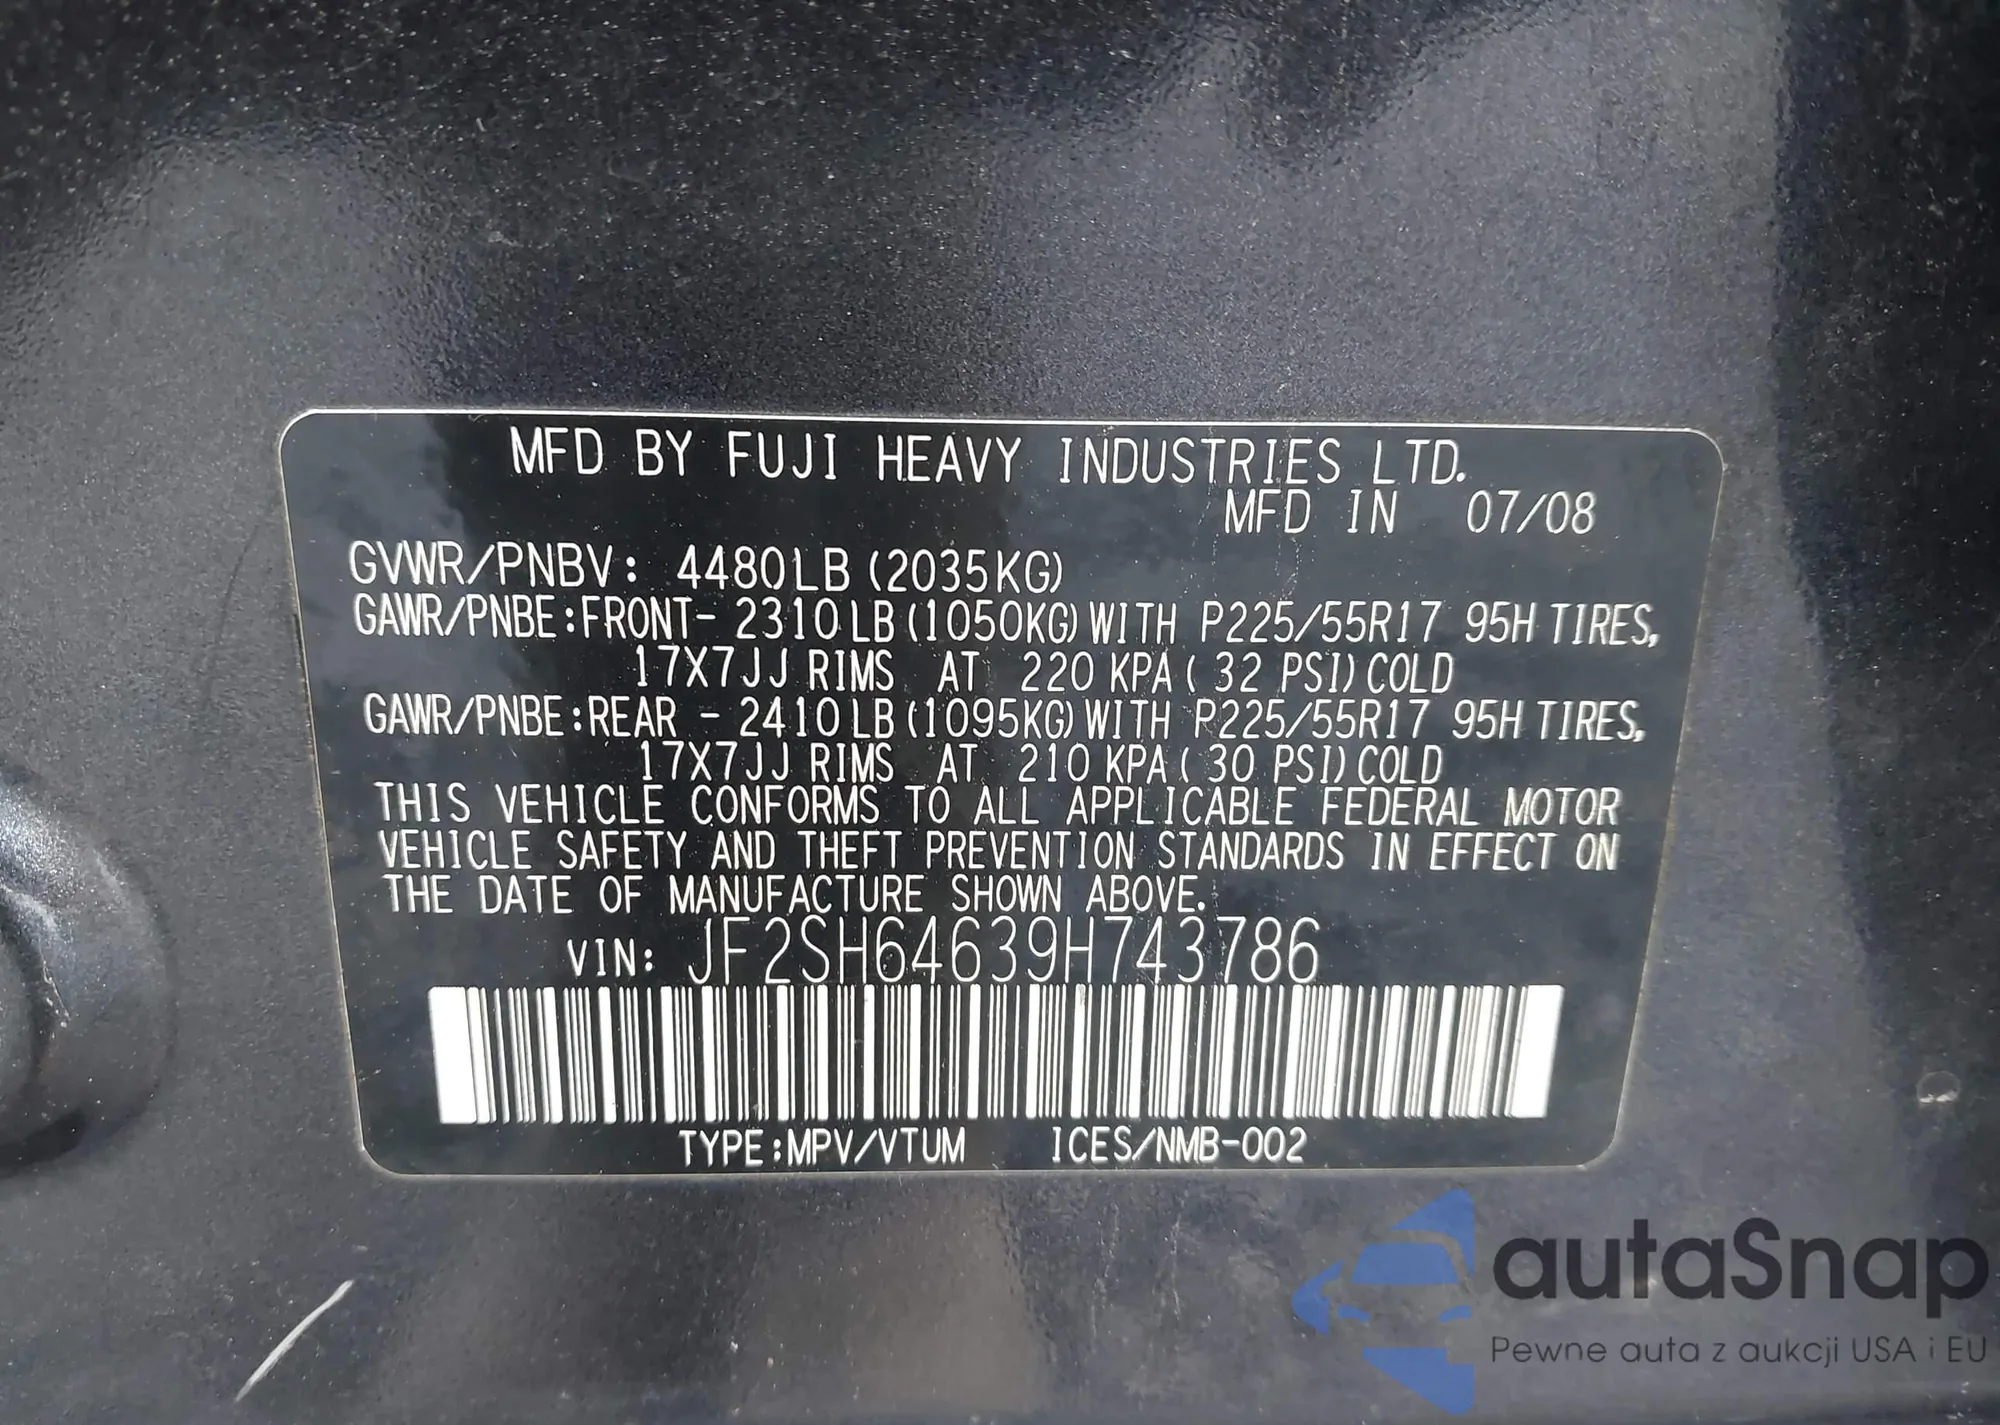 MFD BY FUJI HEAVY INDUSTRIES LTD.
MFD IN 07/08
GVWR/PNBV: 4480LB (2035KG)
GAWR/PNBE:FRONT- 2310LB(1050KG)WITH P225/55R17 95H TIRES,
17X7JJ RIMS AT 220 KPA( 32 PSI)COLD
GAWR/PNBE:REAR - 2410LB(1095KG)WITH P225/55R17 95H TIRES,
17X7JJ RIMS AT 210 KPA( 30 PSI)COLD
THIS VEHICLE CONFORMS TO ALL APPLICABLE FEDERAL MOTOR
VEHICLE SAFETY AND THEFT PREVENTION STANDARDS IN EFFECT ON
THE DATE OF MANUFACTURE SHOWN ABOVE.
VIN: JF2SH64639H743786
TYPE:MPV/VTUM ICES/NMB-002
autaSnap
Pewne auta z aukcji USA i EU